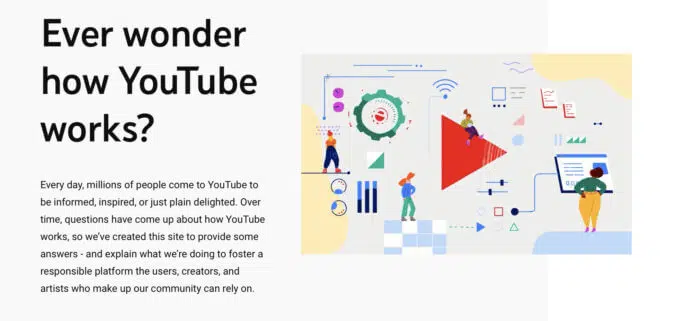 Ever wonder
how YouTube
works?
Every day, millions of people come to YouTube to
be informed, inspired, or just plain delighted. Over
time, questions have come up about how YouTube
works, so we've created this site to provide some
answers - and explain what we're doing to foster a
responsible platform the users, creators, and
artists who make up our community can rely on.